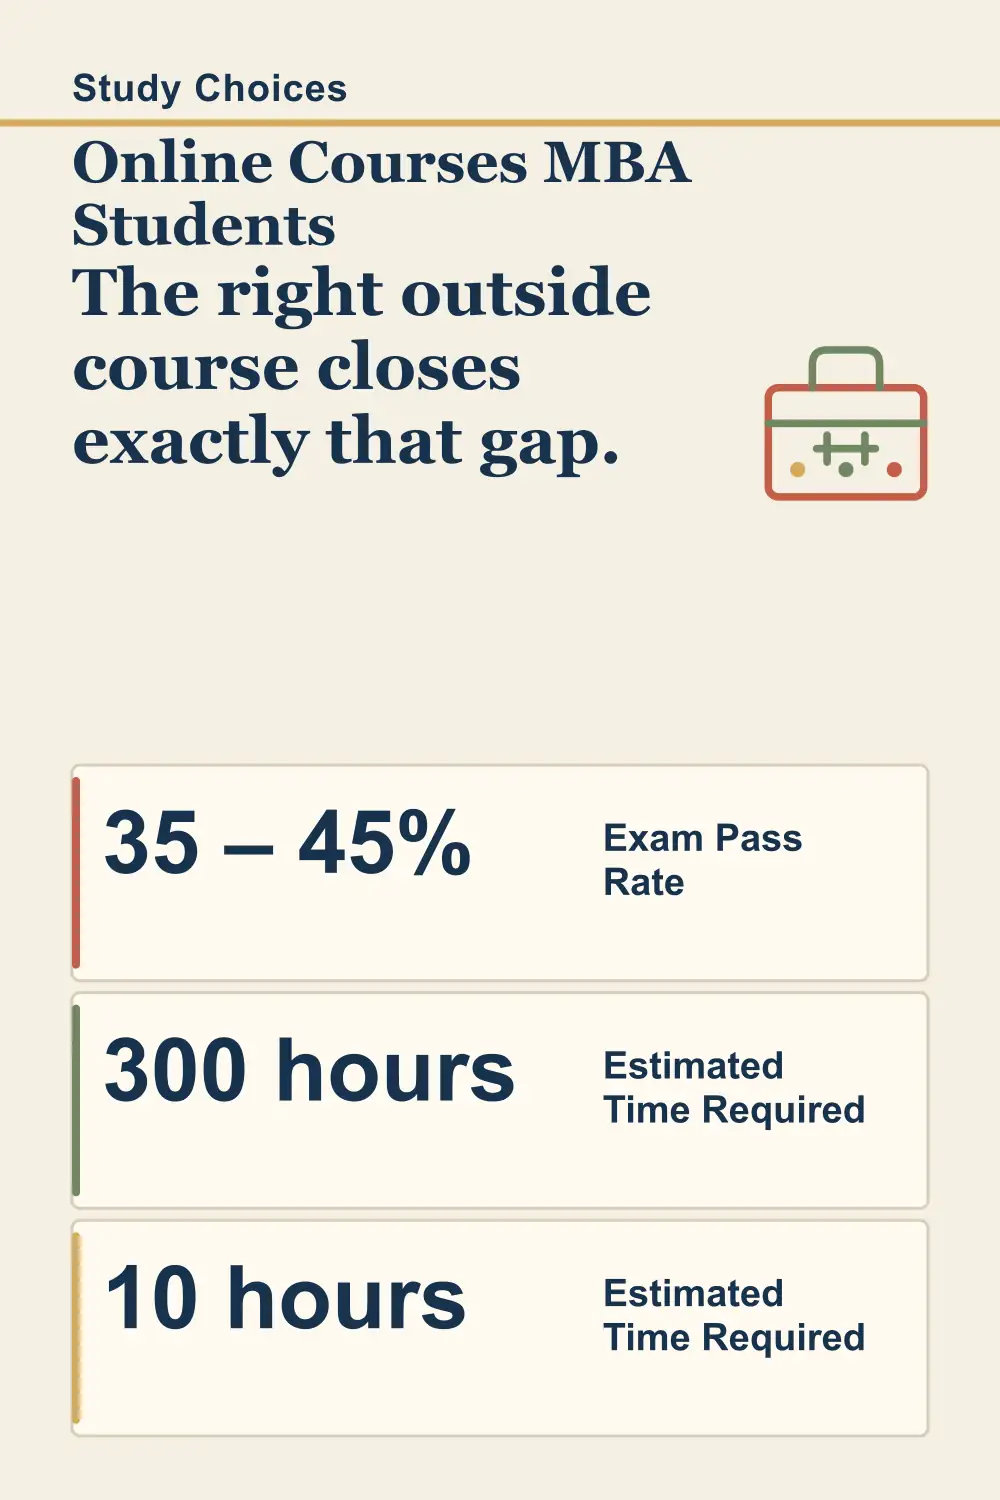 Study Choices
Online Courses MBA
Students
The right outside
course closes
exactly that gap.
35 – 45%
Exam Pass
Rate
300 hours
Estimated
Time Required
10 hours
Estimated
Time Required